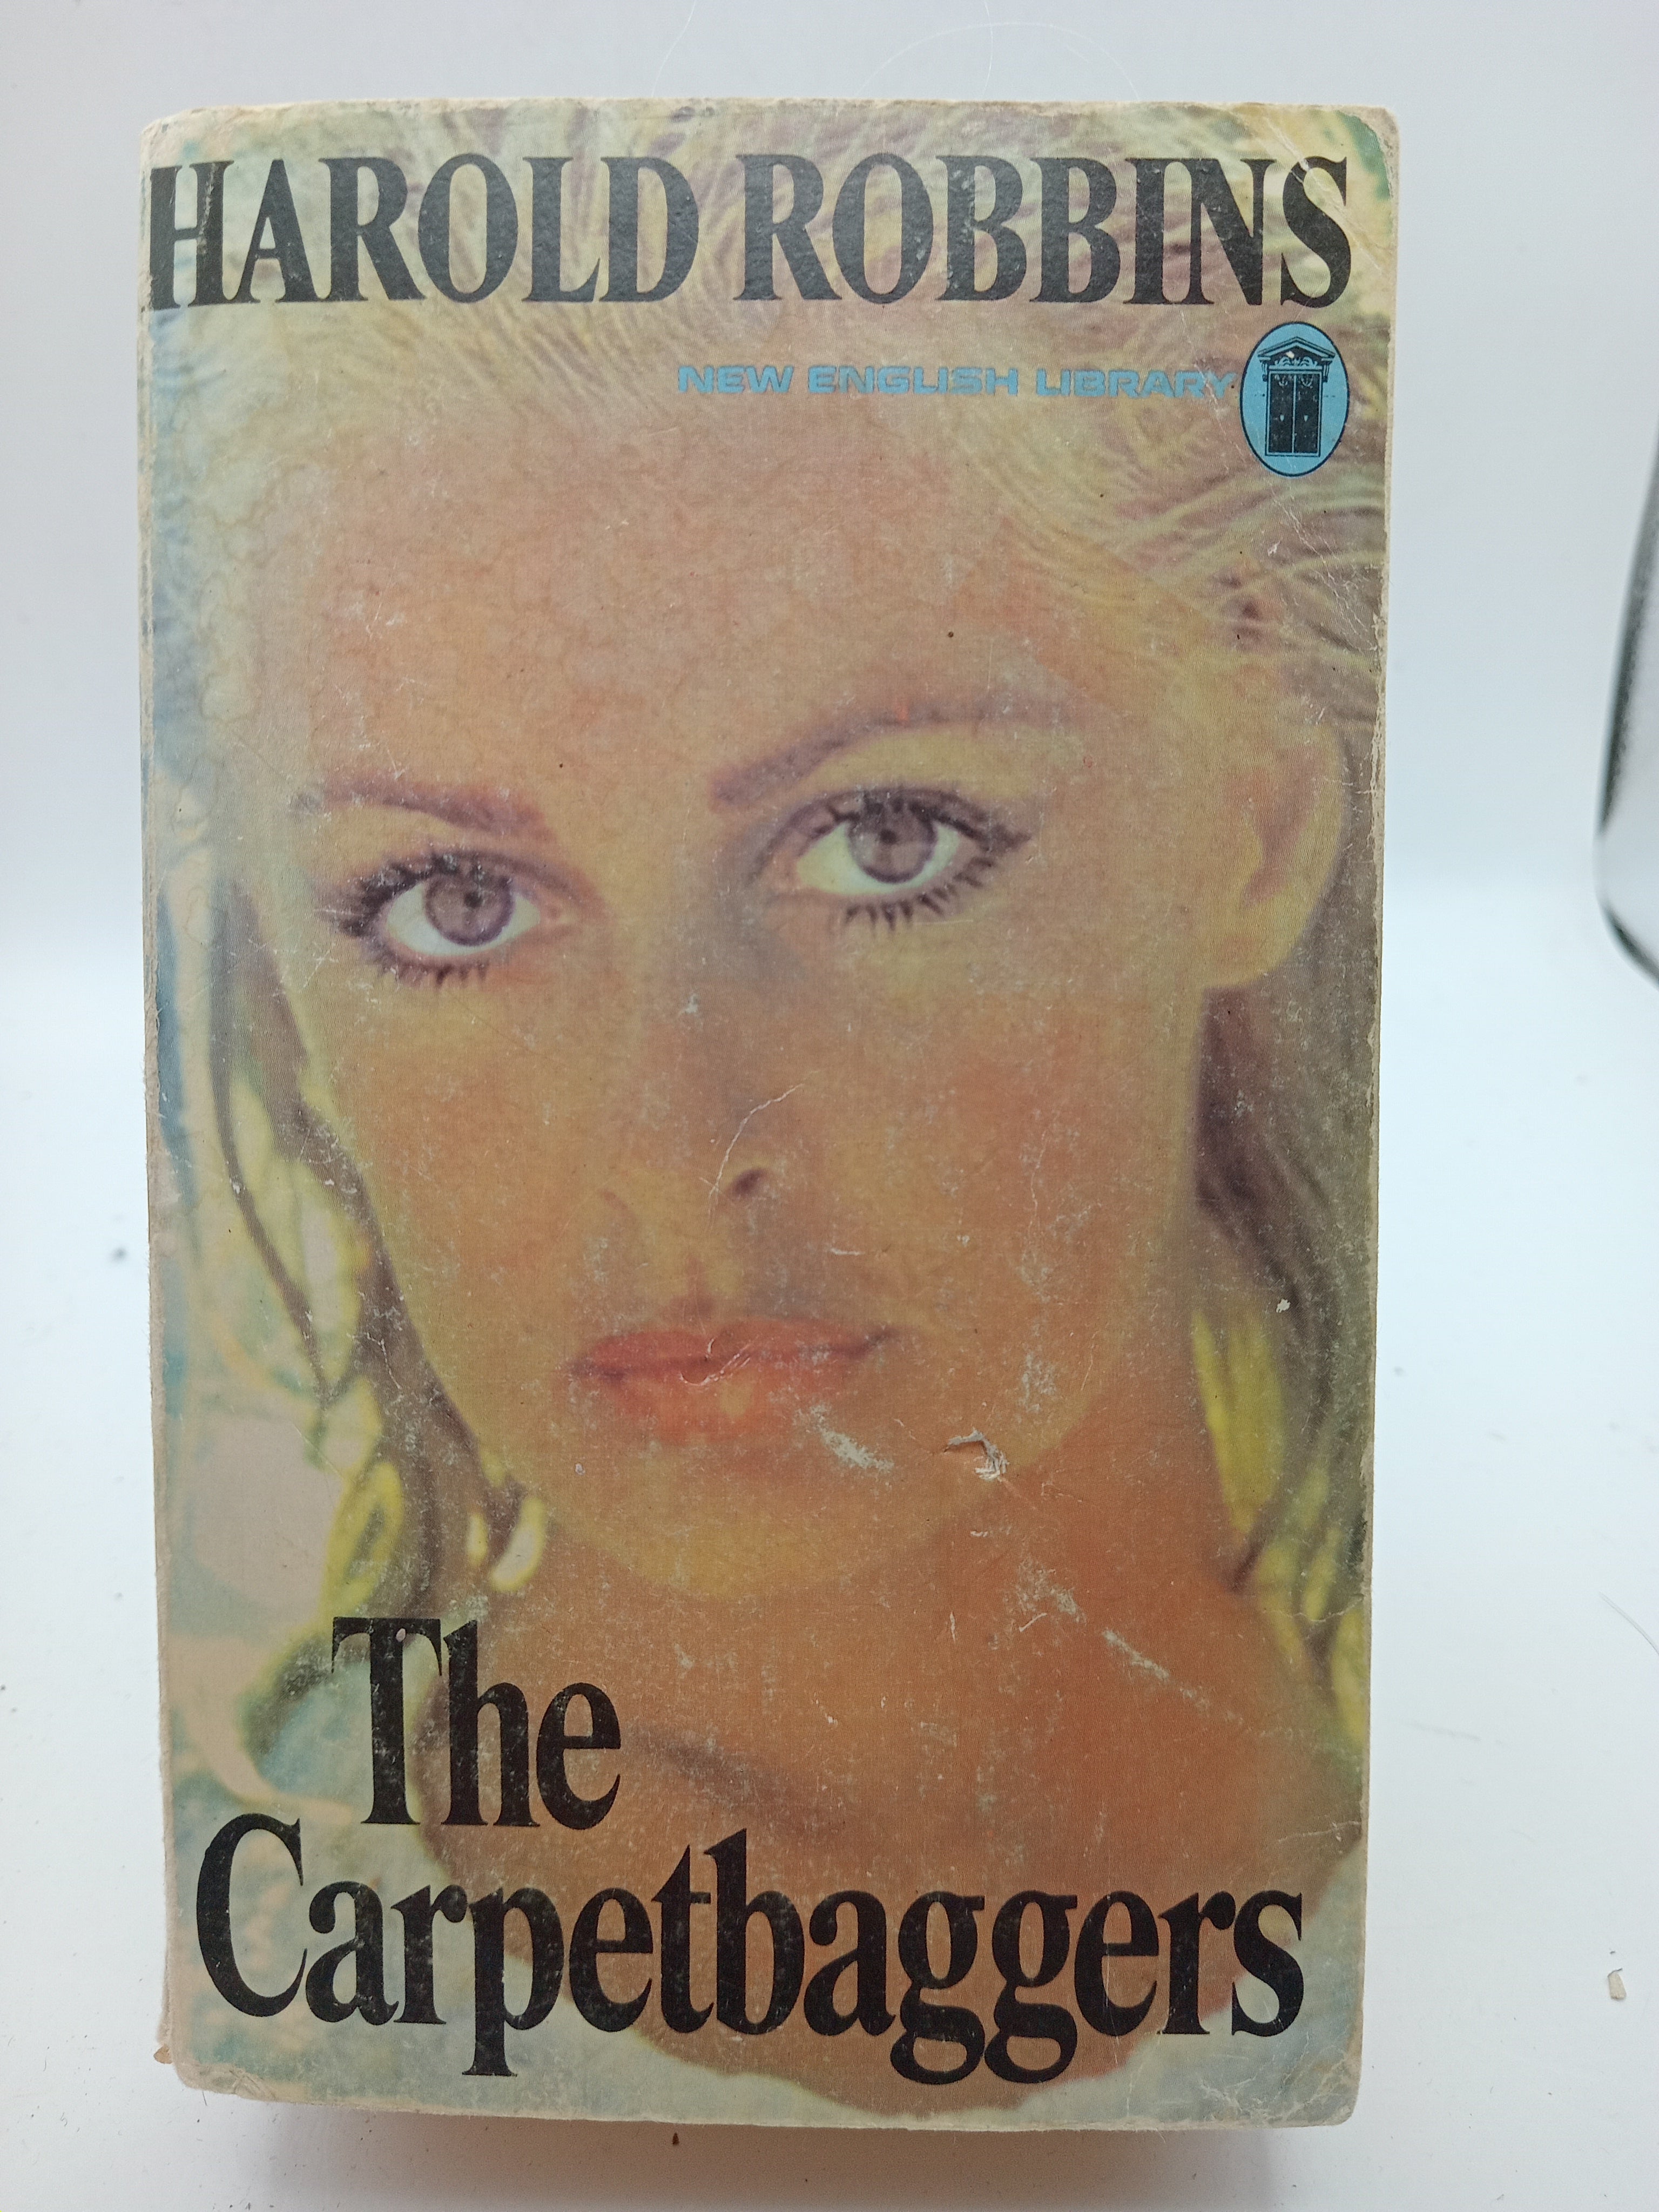 HAROLD ROBBINS
NEW ENGLISH LIBRARY
The
Carpetbaggers